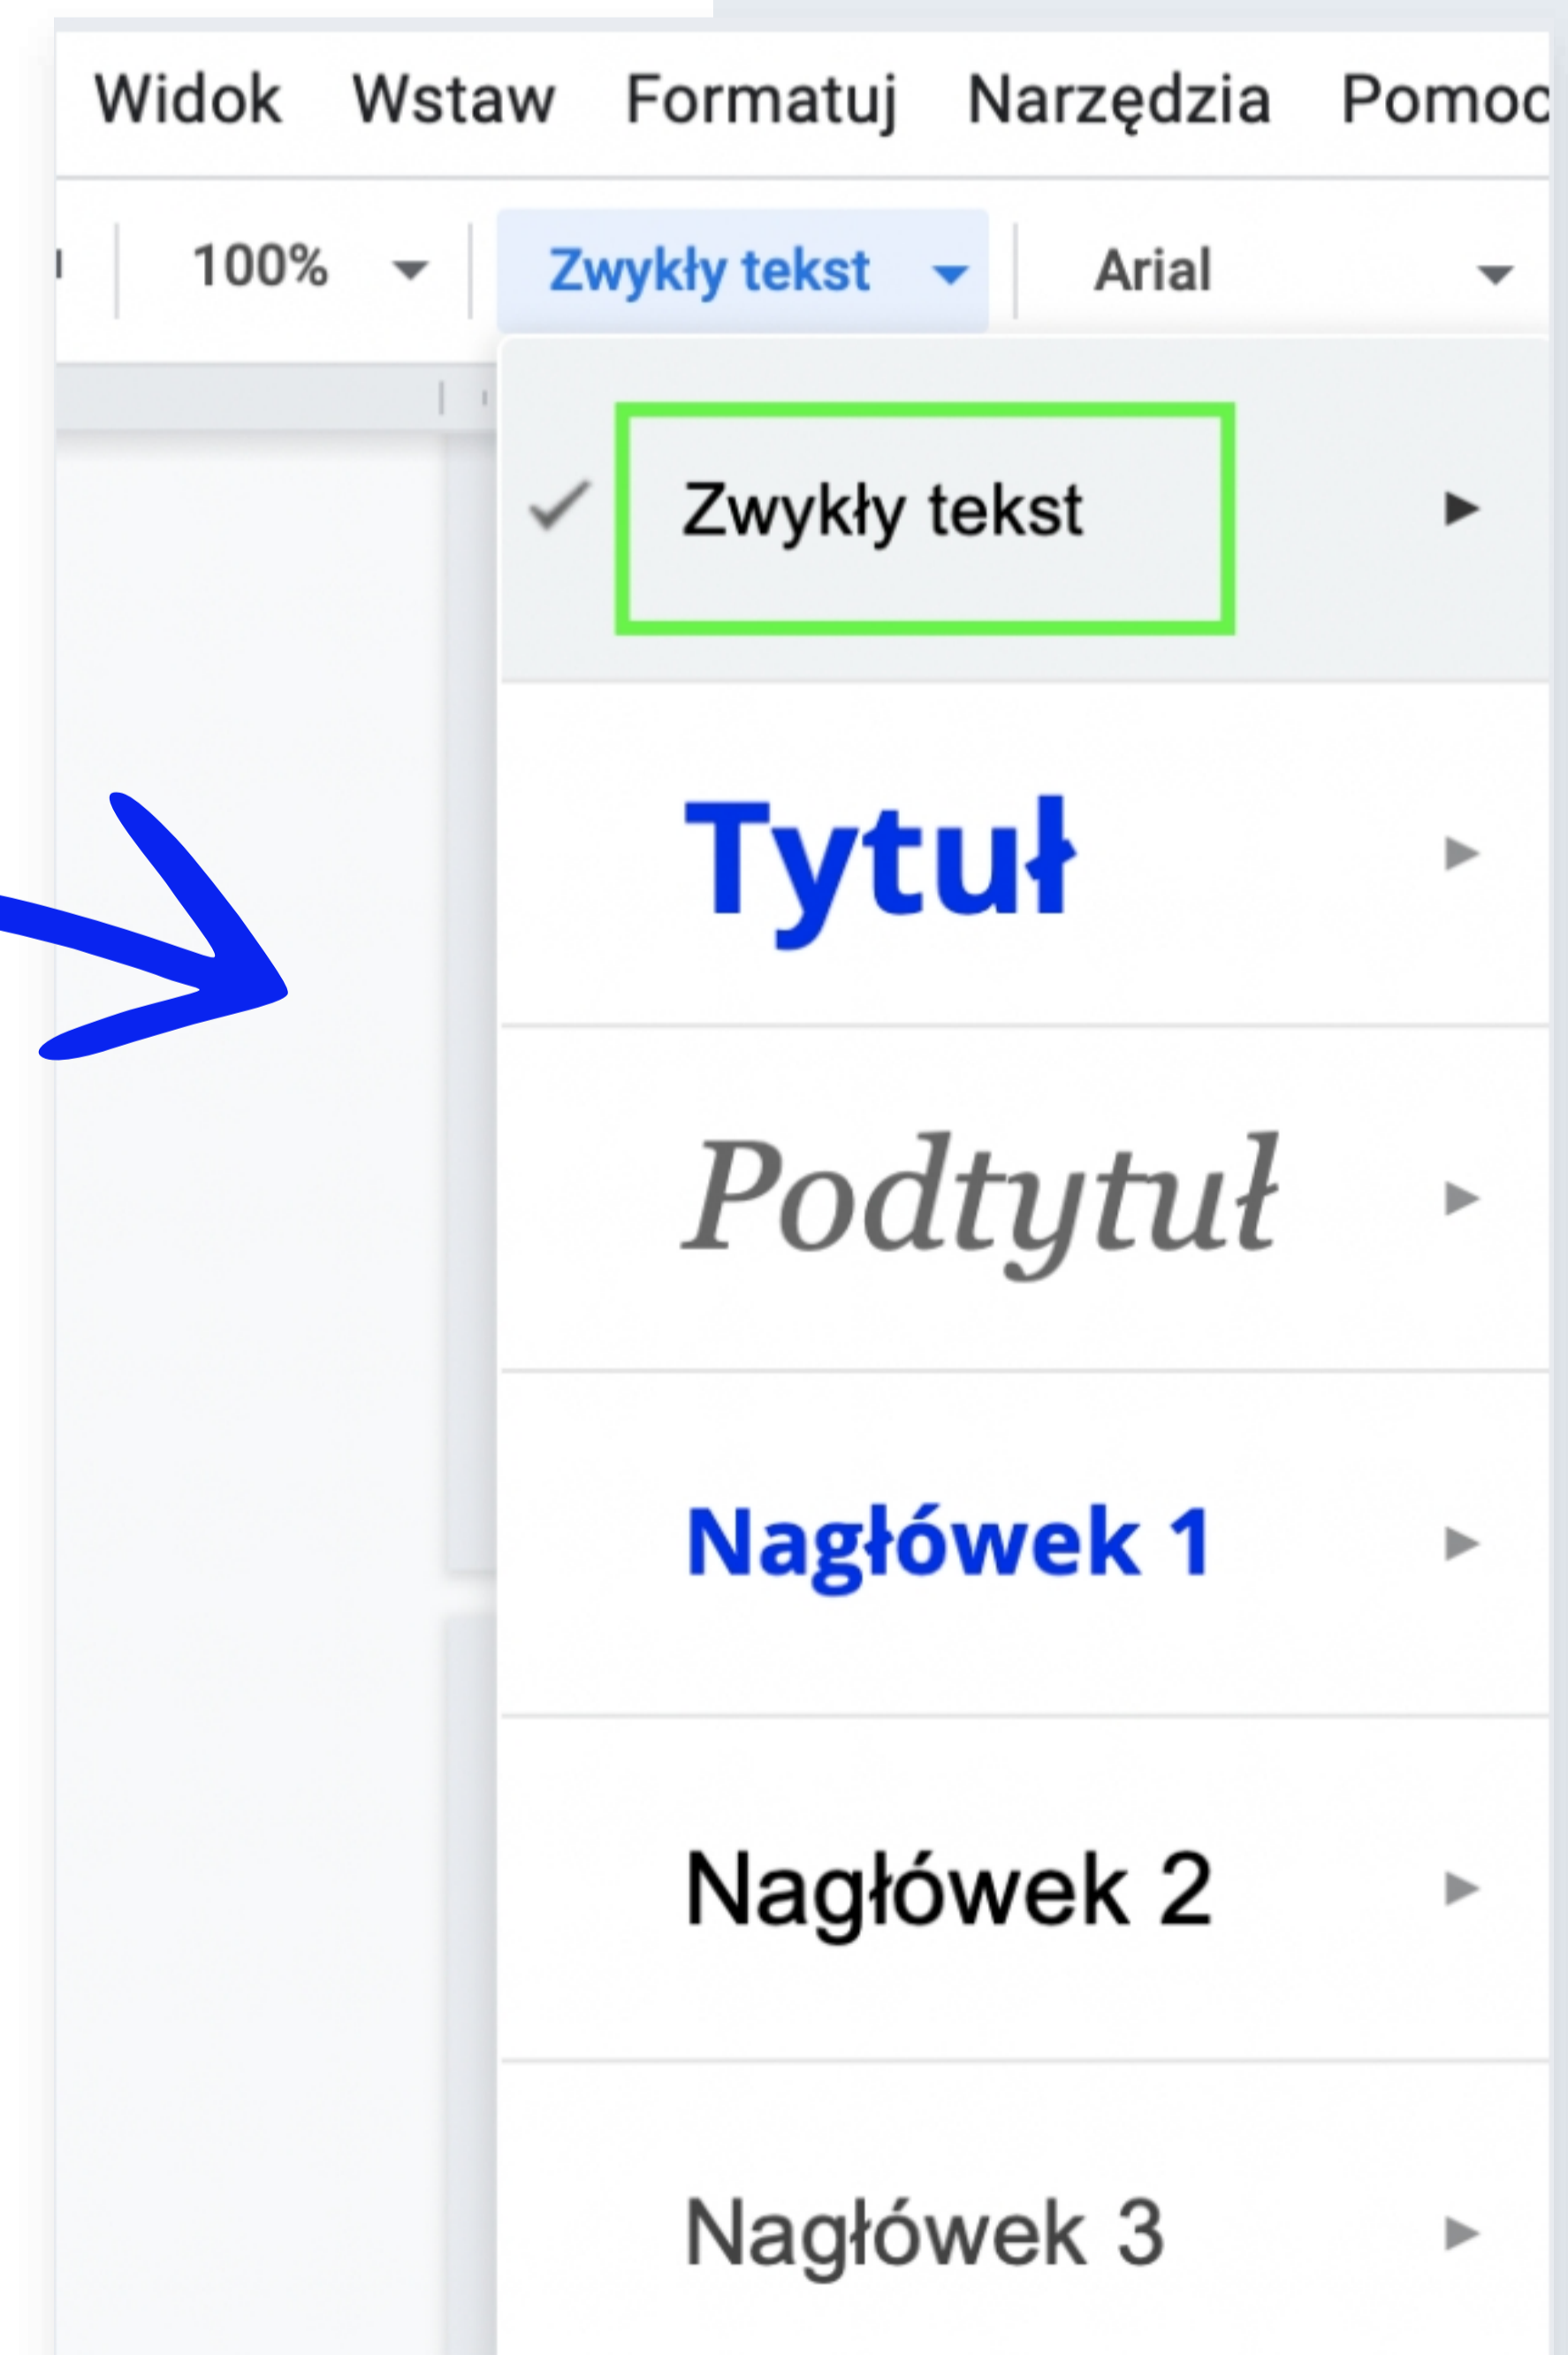 Widok Wstaw Formatuj Narzędzia Pomoc
100% Zwykły tekst Arial
Zwykły tekst
Tytuł
Podtytuł
Nagłówek 1
Nagłówek 2
Nagłówek 3